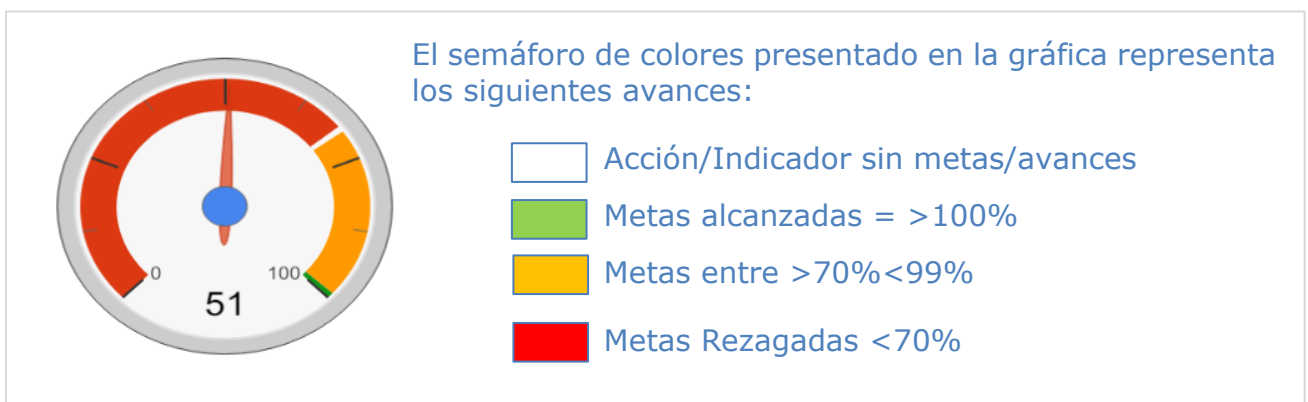 El semáforo de colores presentado en la gráfica representa
los siguientes avances:
Acción/Indicador sin metas/avances
Metas alcanzadas = >100%
Metas entre >70%<99%
Metas Rezagadas <70%
0
100
51